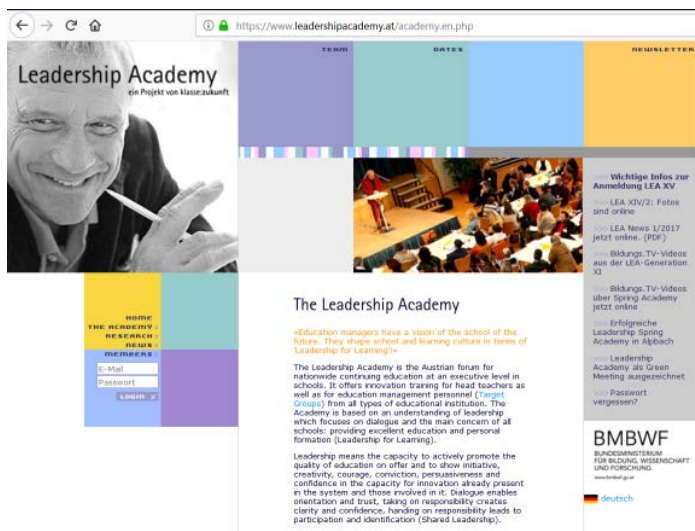 https://www.leadershipacademy.at/academy.en.php
TEAM
DATES
NEWSLETTER
Leadership Academy
ein Projekt von klasse:zukunft
>>> Wichtige Infos zur
Anmeldung LEA XV
>>> LEA XIV/2: Fotos
sind online
>>> LEA News 1/2017
jetzt online. (PDF)
>>> Bildungs.TV-Videos
aus der LEA-Generation
XI
>>> Bildungs.TV-Videos
über Spring Academy
jetzt online
>>> Erfolgreiche
Leadership Spring
Academy in Alpbach
>>> Leadership
Academy als Green
Meeting ausgezeichnet
>>> Passwort
vergessen?
HOME
THE ACADEMY
RESEARCH
NEWS
MEMBERS
E-Mail
Passwort
LOGIN
The Leadership Academy
»Education managers have a vision of the school of the
future. They shape school and learning culture in terms of
'Leadership for Learning'!«
The Leadership Academy is the Austrian forum for
nationwide continuing education at an executive level in
schools. It offers innovation training for head teachers as
well as for education management personnel (Target
Groups) from all types of educational institution. The
Academy is based on an understanding of leadership
which focuses on dialogue and the main concern of all
schools: providing excellent education and personal
formation (Leadership for Learning).
Leadership means the capacity to actively promote the
quality of education on offer and to show initiative,
creativity, courage, conviction, persuasiveness and
confidence in the capacity for innovation already present
in the system and those involved in it. Dialogue enables
orientation and trust, taking on responsibility creates
clarity and confidence, handing on responsibility leads to
participation and identification (Shared Leadership).
BMBWF
BUNDESMINISTERIUM
FÜR BILDUNG, WISSENSCHAFT
UND FORSCHUNG
www.bmbwf.gv.at
deutsch